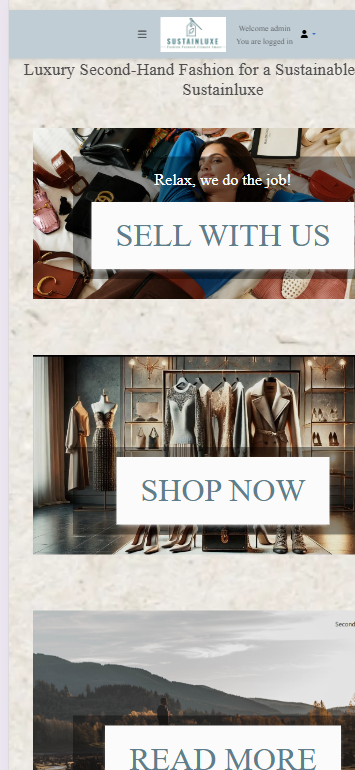 SUSTAINLUXE
Welcome admin
You are logged in
Luxury Second-Hand Fashion for a Sustainable
Sustainluxe
Relax, we do the job!
SELL WITH US
SHOP NOW
Second
READ MORE